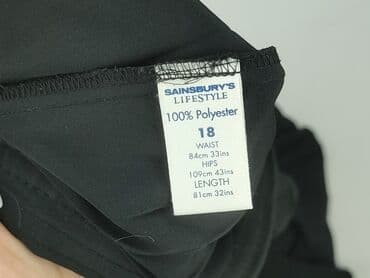 SAINSBURY'S
LIFESTYLE
100% Polyester
18
WAIST
84cm 33ins
HIPS
109cm 43ins
LENGTH
81cm 32ins